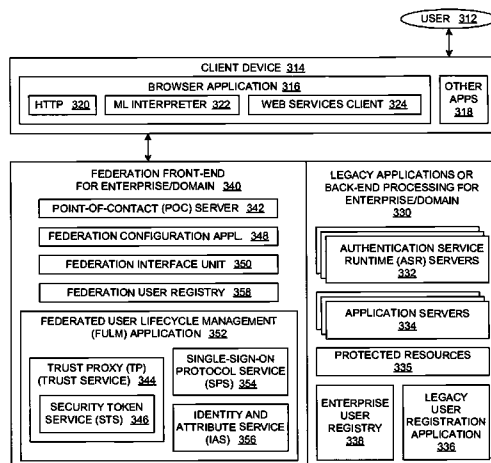 USER 312
CLIENT DEVICE 314
BROWSER APPLICATION 316
HTTP 320
ML INTERPRETER 322
WEB SERVICES CLIENT 324
OTHER
APPS
318
FEDERATION FRONT-END
FOR ENTERPRISE/DOMAIN 340
POINT-OF-CONTACT (POC) SERVER 342
FEDERATION CONFIGURATION APPL. 348
FEDERATION INTERFACE UNIT 350
FEDERATION USER REGISTRY 358
FEDERATED USER LIFECYCLE MANAGEMENT
(FULM) APPLICATION 352
TRUST PROXY (TP)
(TRUST SERVICE) 344
SECURITY TOKEN
SERVICE (STS) 346
SINGLE-SIGN-ON
PROTOCOL SERVICE
(SPS) 354
IDENTITY AND
ATTRIBUTE SERVICE
(IAS) 356
LEGACY APPLICATIONS OR
BACK-END PROCESSING FOR
ENTERPRISE/DOMAIN
330
AUTHENTICATION SERVICE
RUNTIME (ASR) SERVERS
332
APPLICATION SERVERS
334
PROTECTED RESOURCES
335
ENTERPRISE
USER
REGISTRY
338
LEGACY
USER
REGISTRATION
APPLICATION
336